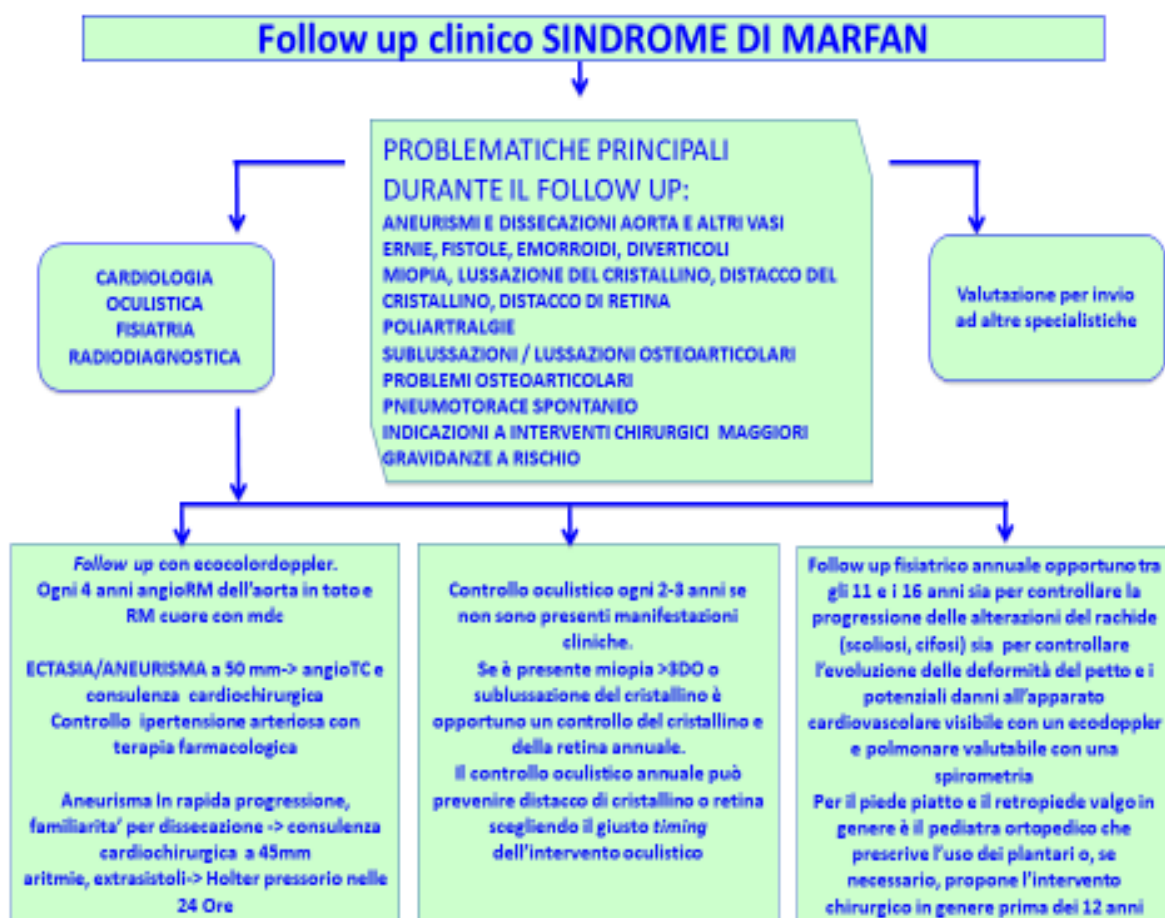 Follow up clinico SINDROME DI MARFAN
PROBLEMATICHE PRINCIPALI
DURANTE IL FOLLOW UP:
ANEURISMI E DISSECAZIONI AORTA E ALTRI VASI
ERNIE, FISTOLE, EMORROIDI, DIVERTICOLI
MIOPIA, LUSSAZIONE DEL CRISTALLINO, DISTACCO DEL
CRISTALLINO, DISTACCO DI RETINA
POLIARTRALGIE
SUBLUSSAZIONI / LUSSAZIONI OSTEOARTICOLARI
PROBLEMI OSTEOARTICOLARI
PNEUMOTORACE SPONTANEO
INDICAZIONI A INTERVENTI CHIRURGICI MAGGIORI
GRAVIDANZE A RISCHIO
CARDIOLOGIA
OCULISTICA
FISIATRIA
RADIODIAGNOSTICA
Valutazione per invio
ad altre specialistiche
Follow up con ecocolordoppler.
Ogni 4 anni angioRM dell'aorta in toto e
RM cuore con mdc
ECTASIA/ANEURISMA a 50 mm-> angioTC e
consulenza cardiochirurgica
Controllo ipertensione arteriosa con
terapia farmacologica
Aneurisma In rapida progressione,
familiarita' per dissecazione -> consulenza
cardiochirurgica a 45mm
aritmie, extrasistoli-> Holter pressorio nelle
24 Ore
Controllo oculistico ogni 2-3 anni se
non sono presenti manifestazioni
cliniche.
Se è presente miopia >3DO o
sublussazione del cristallino è
opportuno un controllo del cristallino e
della retina annuale.
Il controllo oculistico annuale può
prevenire distacco di cristallino o retina
scegliendo il giusto timing
dell'intervento oculistico
Follow up fisiatrico annuale opportuno tra
gli 11 e i 16 anni sia per controllare la
progressione delle alterazioni del rachide
(scoliosi, cifosi) sia per controllare
l'evoluzione delle deformità del petto e i
potenziali danni all'apparato
cardiovascolare visibile con un ecodoppler
e polmonare valutabile con una
spirometria
Per il piede piatto e il retropiede valgo in
genere è il pediatra ortopedico che
prescrive l'uso dei plantari o, se
necessario, propone l'intervento
chirurgico in genere prima dei 12 anni